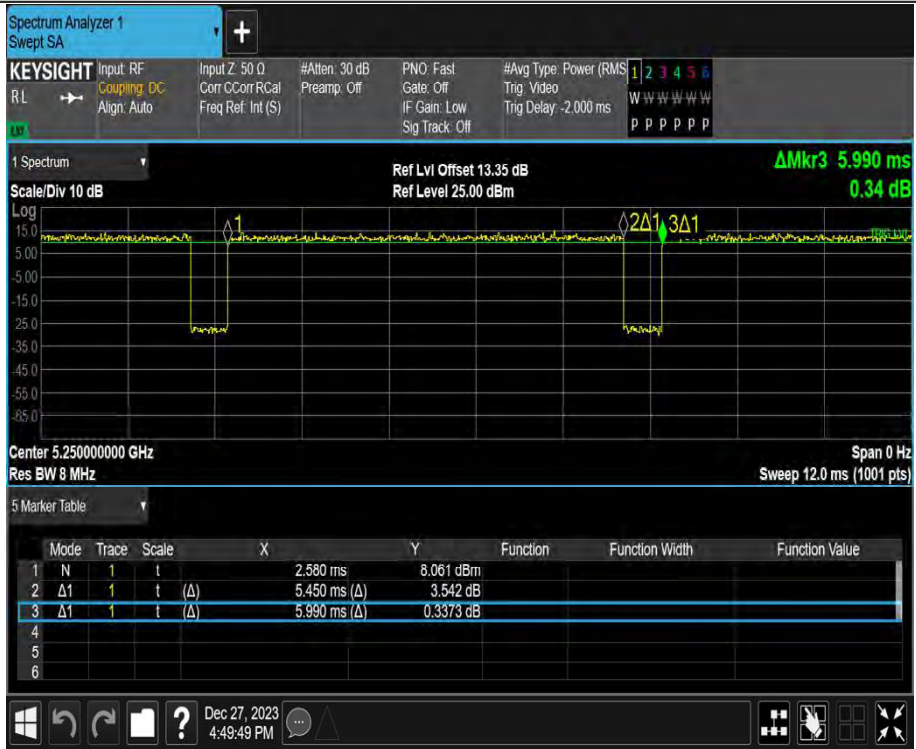 Spectrum Analyzer 1
Swept SA
+
KEYSIGHT Input: RF Input Z: 50 Ω #Atten: 30 dB PNO: Fast #Avg Type: Power (RMS 1 2 3 4 5 6
RL Coupling: DC Corr CCorr RCal Preamp: Off Gate: Off Trig: Video W W W W W W
Align: Auto Freq Ref: Int (S) IF Gain: Low Trig Delay: -2.000 ms
Sig Track: Off P P P P P P
1 Spectrum Ref Lvl Offset 13.35 dB ΔMkr3 5.990 ms
Scale/Div 10 dB Ref Level 25.00 dBm 0.34 dB
Log
1 2Δ1 3Δ1
15.0 TRIG LVL
5.00
-5.00
-15.0
-25.0
-35.0
-45.0
-55.0
-65.0
Center 5.250000000 GHz Span 0 Hz
Res BW 8 MHz Sweep 12.0 ms (1001 pts)
5 Marker Table
Mode Trace Scale X Y Function Function Width Function Value
1 N 1 t 2.580 ms 8.061 dBm
2 Δ1 1 t (Δ) 5.450 ms (Δ) 3.542 dB
3 Δ1 1 t (Δ) 5.990 ms (Δ) 0.3373 dB
4
5
6
? Dec 27, 2023
4:49:49 PM